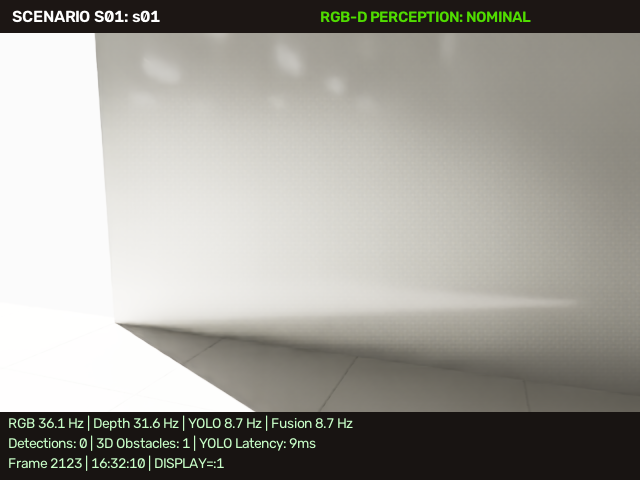 SCENARIO S01: s01
RGB-D PERCEPTION: NOMINAL
RGB 36.1 Hz | Depth 31.6 Hz | YOLO 8.7 Hz | Fusion 8.7 Hz
Detections: 0 | 3D Obstacles: 1 | YOLO Latency: 9ms
Frame 2123 | 16:32:10 | DISPLAY=:1